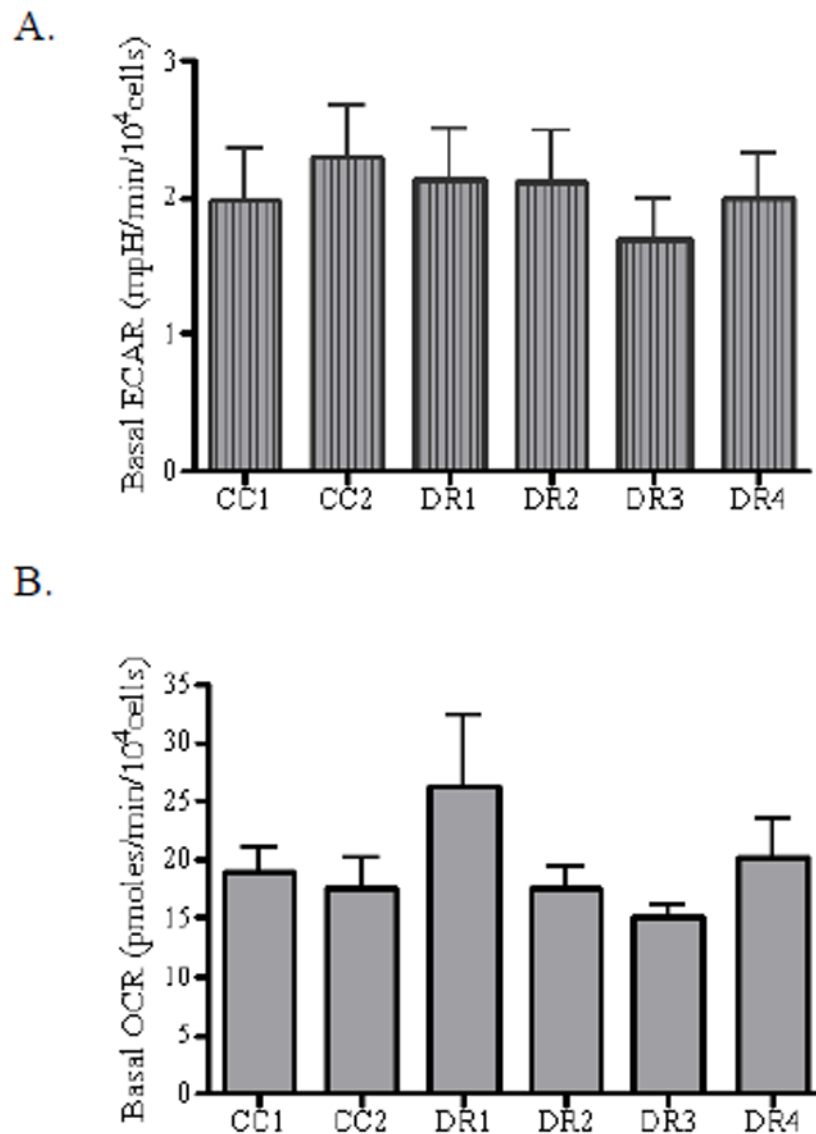 A.
Basal ECAR (mpH/min/10⁴cells)
3
2
1
0
CC1 CC2 DR1 DR2 DR3 DR4
B.
Basal OCR (pmoles/min/10⁴cells)
35
30
25
20
15
10
5
0
CC1 CC2 DR1 DR2 DR3 DR4